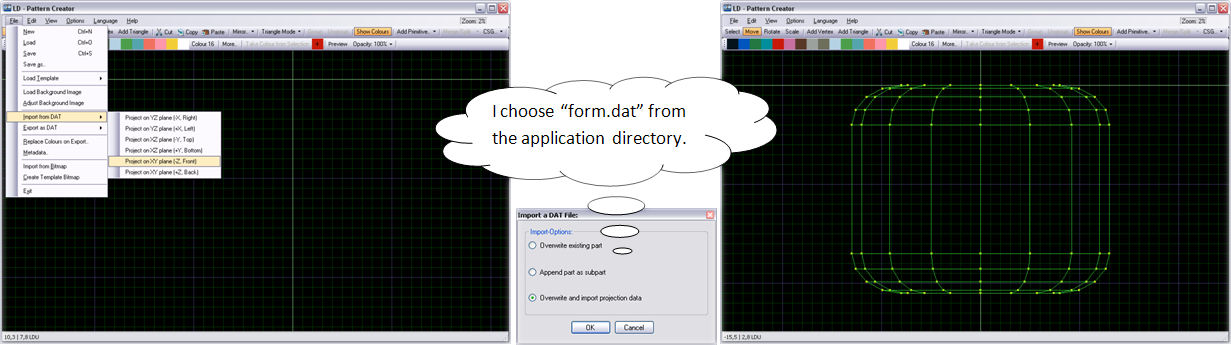 LD - Pattern Creator
File Edit View Options Language Help
Zoom: 2%
Add Vertex Add Triangle Cut Copy Paste Mirror.. Triangle Mode Show Colours Add Primitive.. CSG..
Colour 16 More.. Take Colour from Selection Preview Opacity: 100%
New Ctrl+N
Load Ctrl+O
Save Ctrl+S
Save as..
Load Template
Load Background Image
Adjust Background Image
Import from DAT
Export as DAT
Replace Colours on Export..
Metadata..
Import from Bitmap
Create Template Bitmap
Exit
Project on YZ plane (-X, Right)
Project on YZ plane (+X, Left)
Project on XZ plane (-Y, Top)
Project on XZ plane (+Y, Bottom)
Project on XY plane (-Z, Front)
Project on XY plane (+Z, Back)
10,3 | 7,8 LDU
I choose “form.dat” from
the application directory.
Import a DAT File:
Import-Options:
Overwrite existing part
Append part as subpart
Overwrite and import projection data
OK Cancel
LD - Pattern Creator
File Edit View Options Language Help
Zoom: 2%
Select Move Rotate Scale Add Vertex Add Triangle Cut Copy Paste Mirror.. Triangle Mode Show Colours Add Primitive.. CSG..
Colour 16 More.. Take Colour from Selection Preview Opacity: 100%
-15,5 | 2,8 LDU